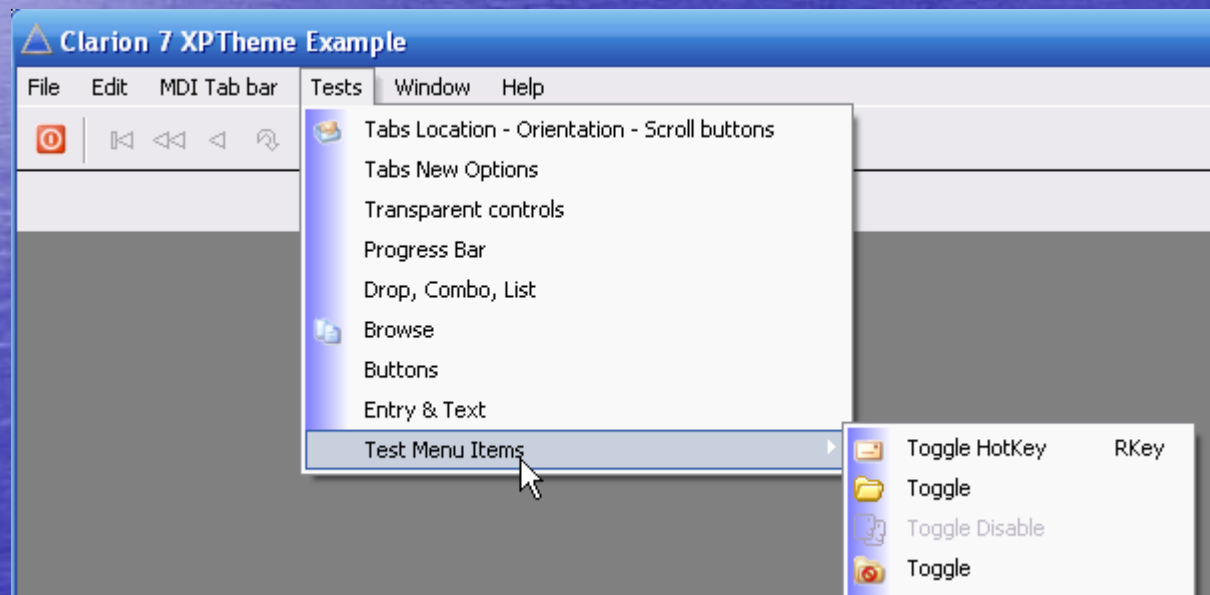 Clarion 7 XPTheme Example
File Edit MDI Tab bar Tests Window Help
Tabs Location - Orientation - Scroll buttons
Tabs New Options
Transparent controls
Progress Bar
Drop, Combo, List
Browse
Buttons
Entry & Text
Test Menu Items
Toggle HotKey RKey
Toggle
Toggle Disable
Toggle